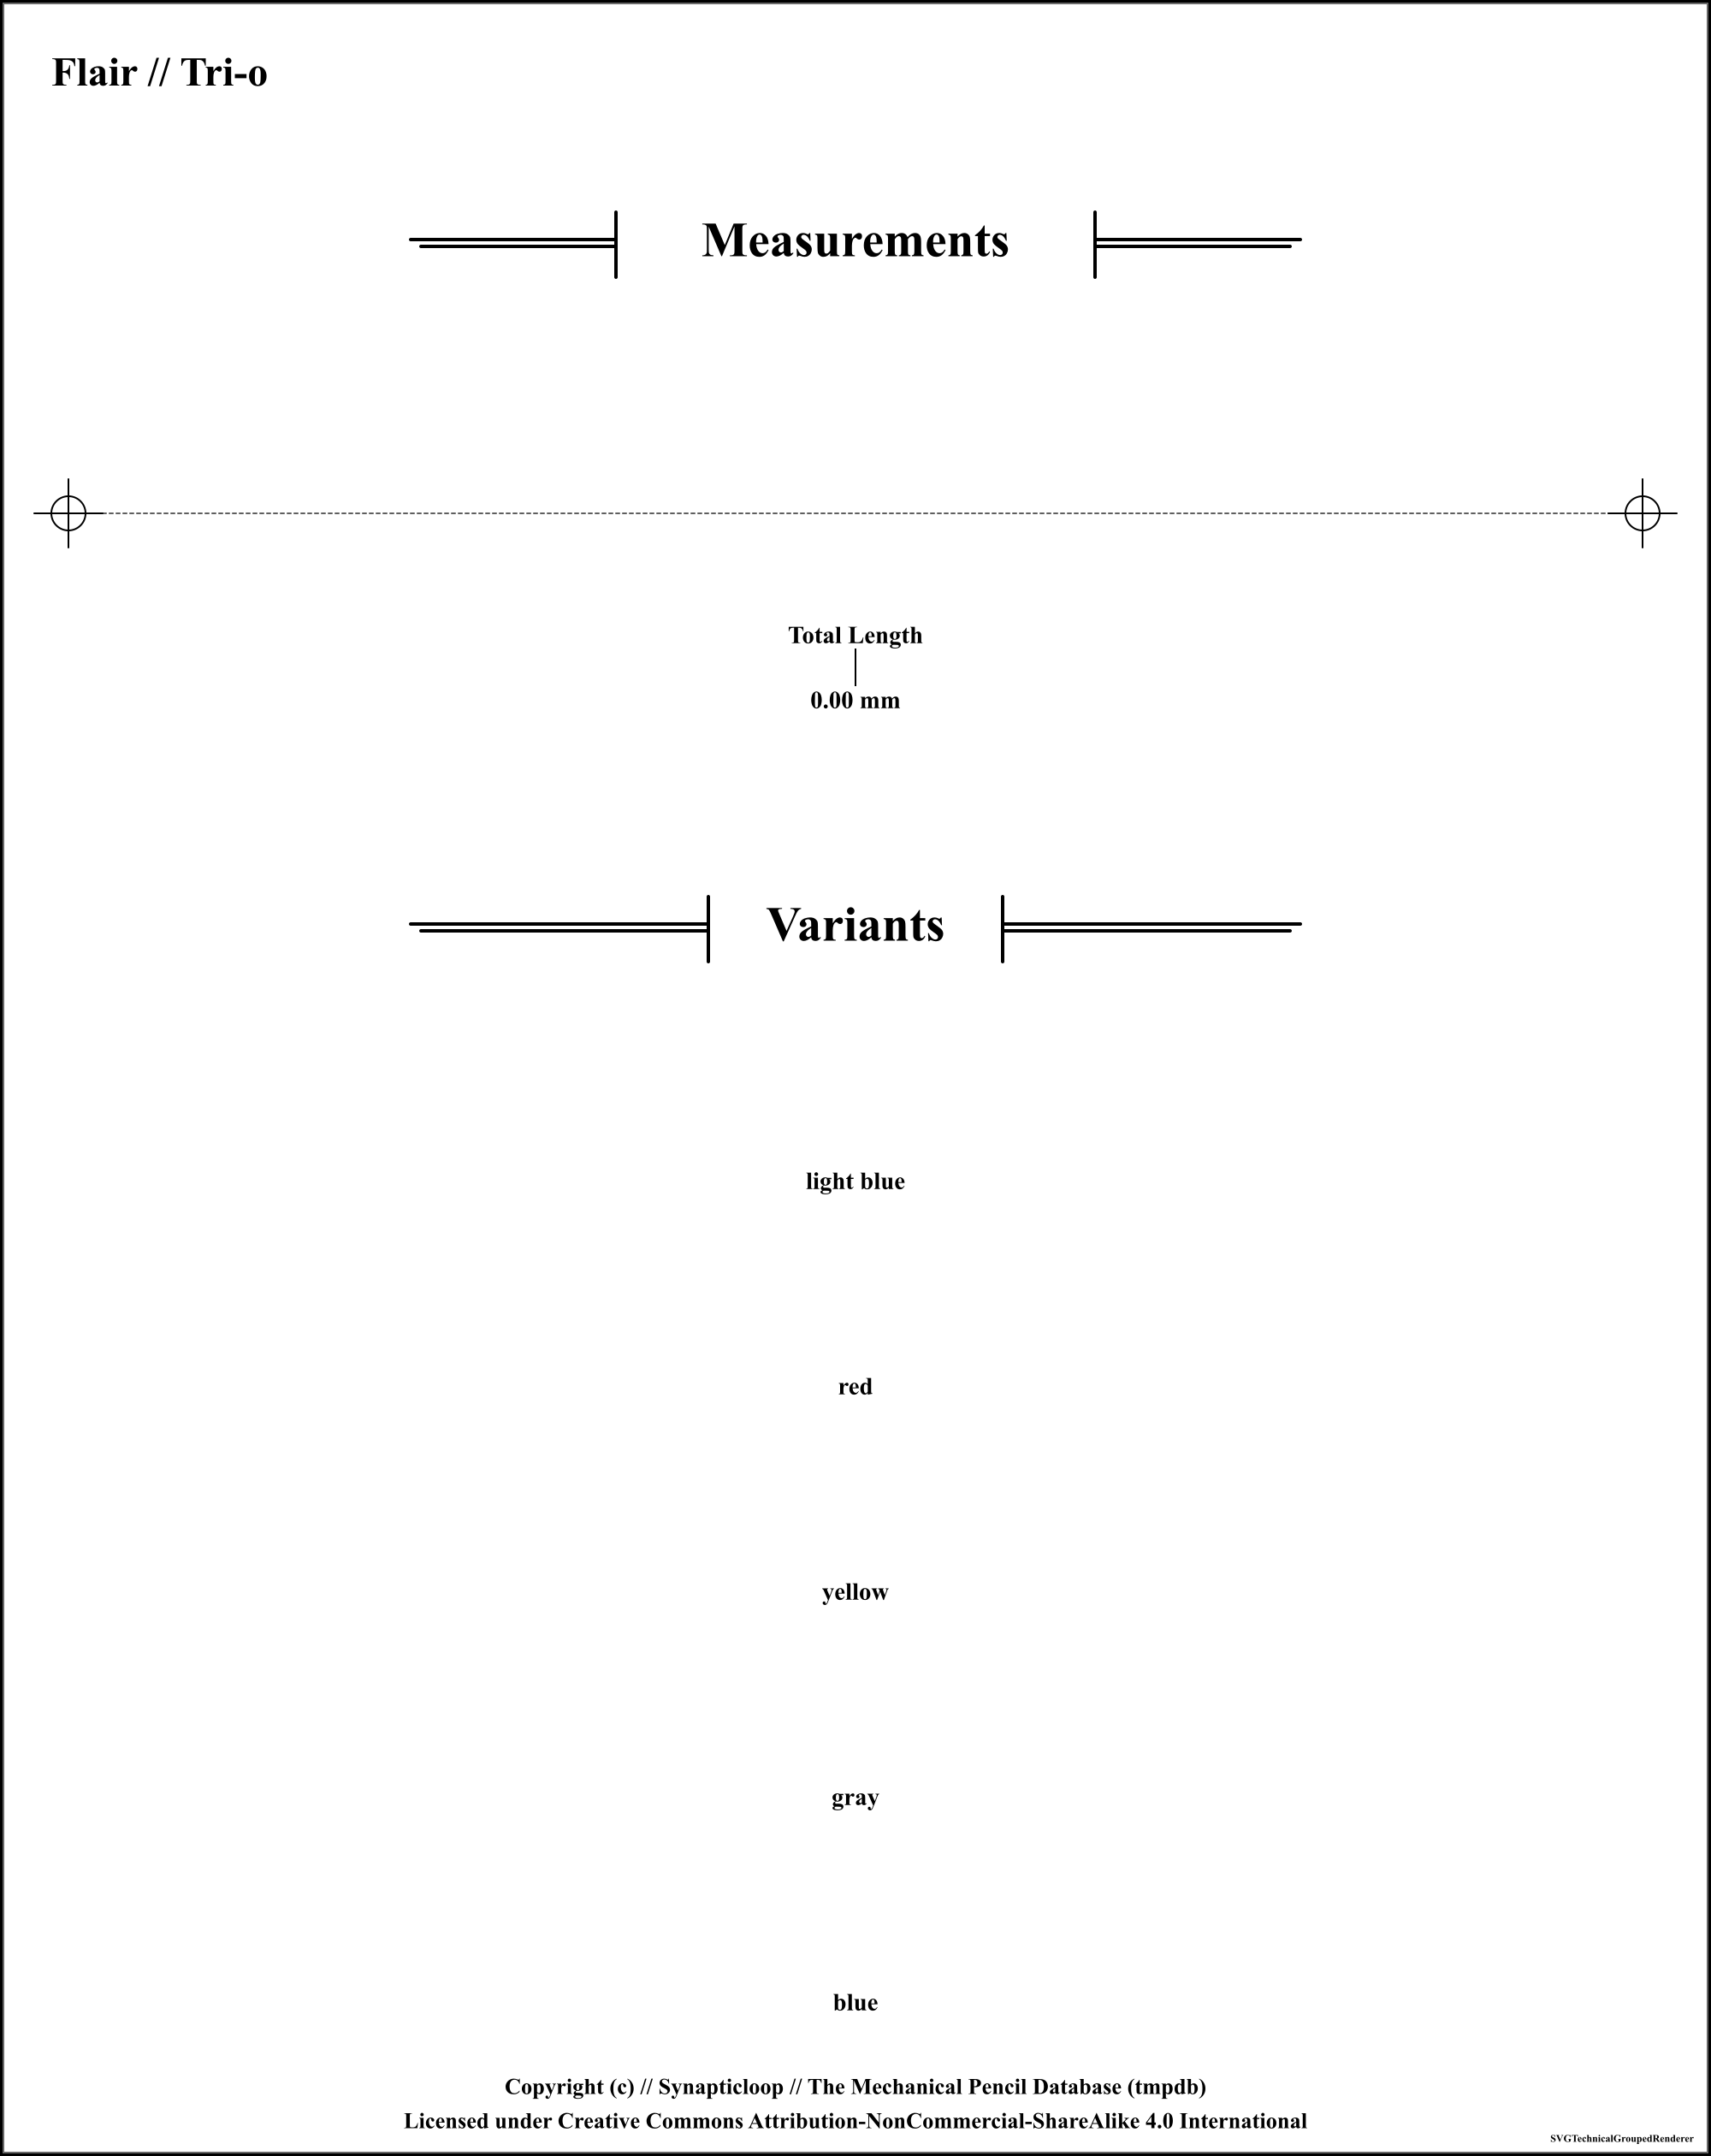 Flair // Tri-o
Measurements
Total Length
0.00 mm
Variants
light blue
red
yellow
gray
blue
Copyright (c) // Synapticloop // The Mechanical Pencil Database (tmpdb)
Licensed under Creative Commons Attribution-NonCommercial-ShareAlike 4.0 International
SVGTechnicalGroupedRenderer